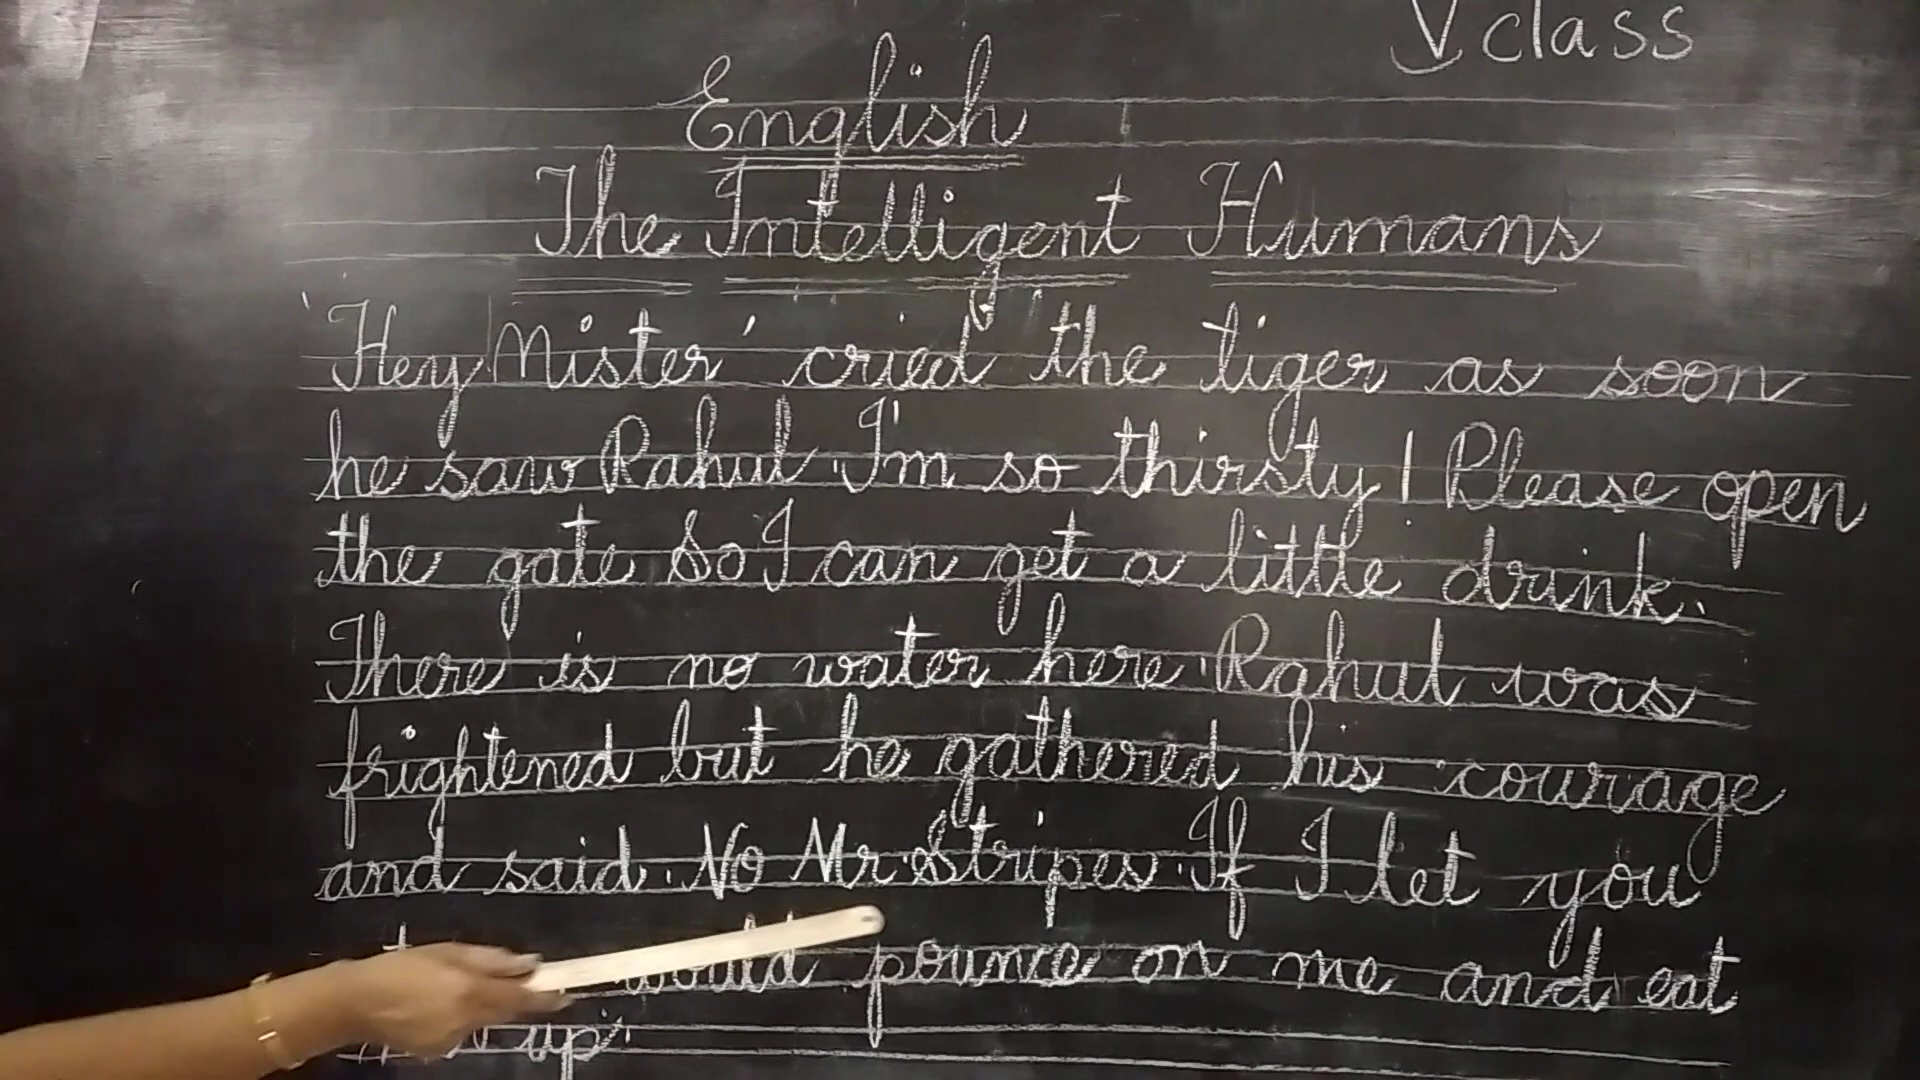 V class
English
The Intelligent Humans
'Hey Mister' cried the tiger as soon
he saw Rahul. I'm so thirsty! Please open
the gate so I can get a little drink.
There is no water here. Rahul was
frightened but he gathered his courage
and said. No Mr. Stripes. If I let you
would pounce on me and eat
up'.